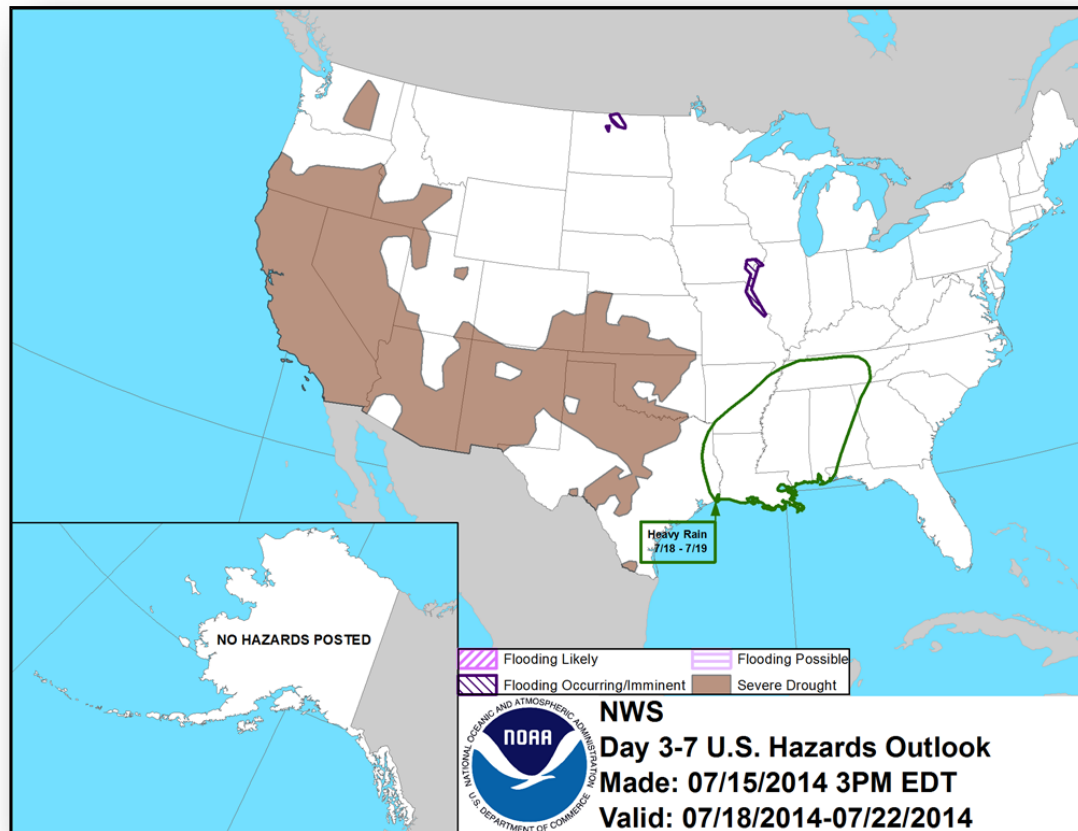 Heavy Rain
7/18 - 7/19
NO HAZARDS POSTED
Flooding Likely
Flooding Possible
Flooding Occurring/Imminent
Severe Drought
NATIONAL OCEANIC AND ATMOSPHERIC ADMINISTRATION
NOAA
U.S. DEPARTMENT OF COMMERCE
NWS
Day 3-7 U.S. Hazards Outlook
Made: 07/15/2014 3PM EDT
Valid: 07/18/2014-07/22/2014